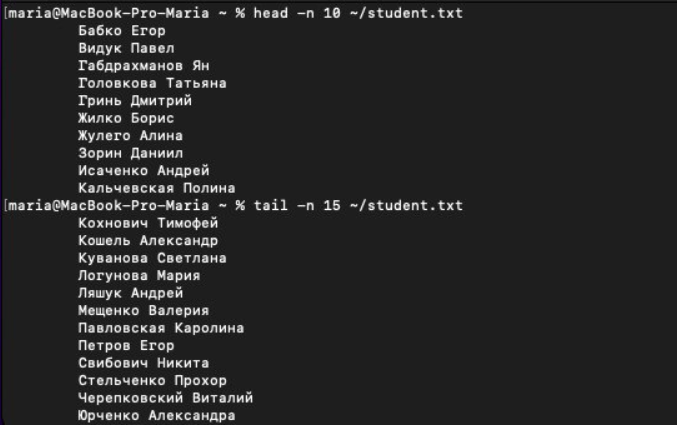 [maria@MacBook-Pro-Maria ~ % head -n 10 ~/student.txt
Бабко Егор
Видук Павел
Габдрахманов Ян
Головкова Татьяна
Гринь Дмитрий
Жилко Борис
Жулего Алина
Зорин Даниил
Исаченко Андрей
Кальчевская Полина
[maria@MacBook-Pro-Maria ~ % tail -n 15 ~/student.txt
Кохнович Тимофей
Кошель Александр
Куванова Светлана
Логунова Мария
Ляшук Андрей
Мещенко Валерия
Павловская Каролина
Петров Егор
Свибович Никита
Стельченко Прохор
Черепковский Виталий
Юрченко Александра